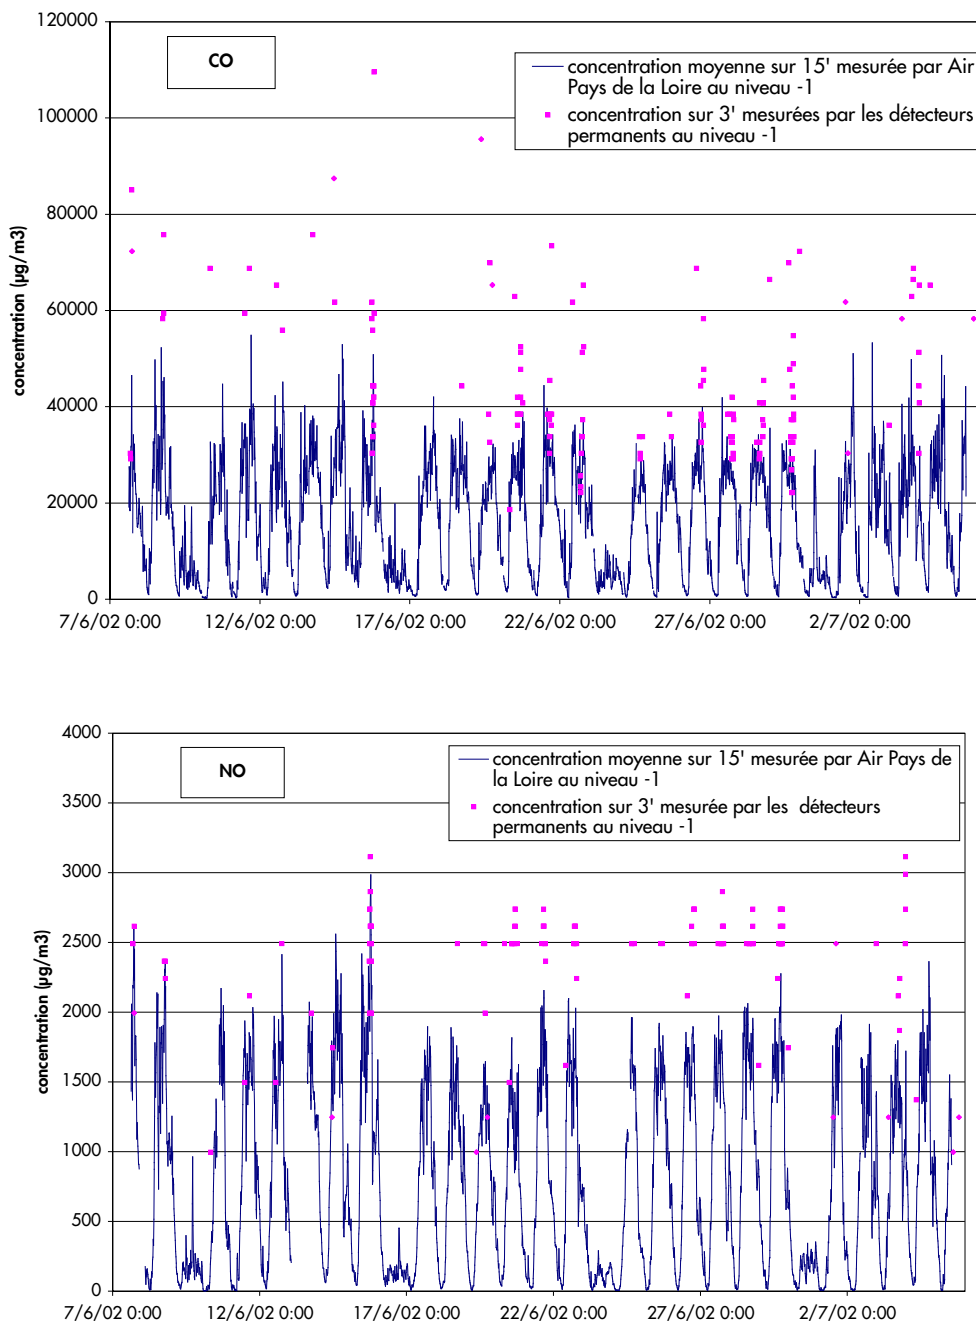 120000
CO
concentration moyenne sur 15' mesurée par Air
Pays de la Loire au niveau -1
concentration sur 3' mesurées par les détecteurs
permanents au niveau -1
100000
80000
60000
40000
20000
0
concentration (µg/m3)
7/6/02 0:00 12/6/02 0:00 17/6/02 0:00 22/6/02 0:00 27/6/02 0:00 2/7/02 0:00
4000
NO
concentration moyenne sur 15' mesurée par Air Pays de
la Loire au niveau -1
concentration sur 3' mesurée par les détecteurs
permanents au niveau -1
3500
3000
2500
2000
1500
1000
500
0
concentration (µg/m3)
7/6/02 0:00 12/6/02 0:00 17/6/02 0:00 22/6/02 0:00 27/6/02 0:00 2/7/02 0:00